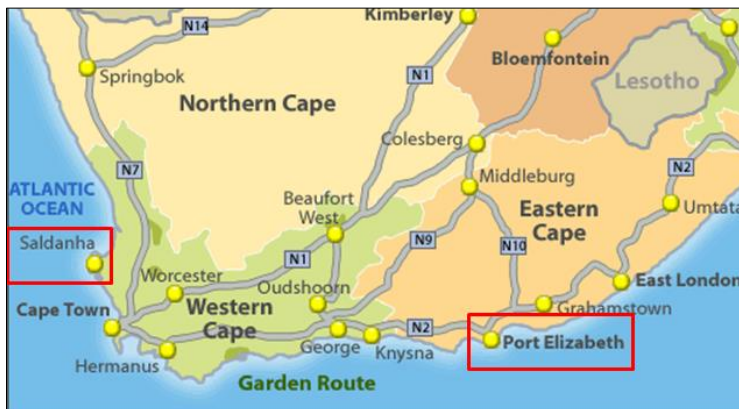 Kimberley
N14
Bloemfontein
Springbok
N1
Lesotho
Northern Cape
Colesberg
N7
Middleburg
N2
ATLANTIC
OCEAN
Beaufort
West
Eastern
Cape
Umtata
Saldanha
N9
N10
N1
Worcester
Oudshoorn
East London
Western
Cape
Grahamstown
Cape Town
N2
George
Knysna
Port Elizabeth
Hermanus
Garden Route